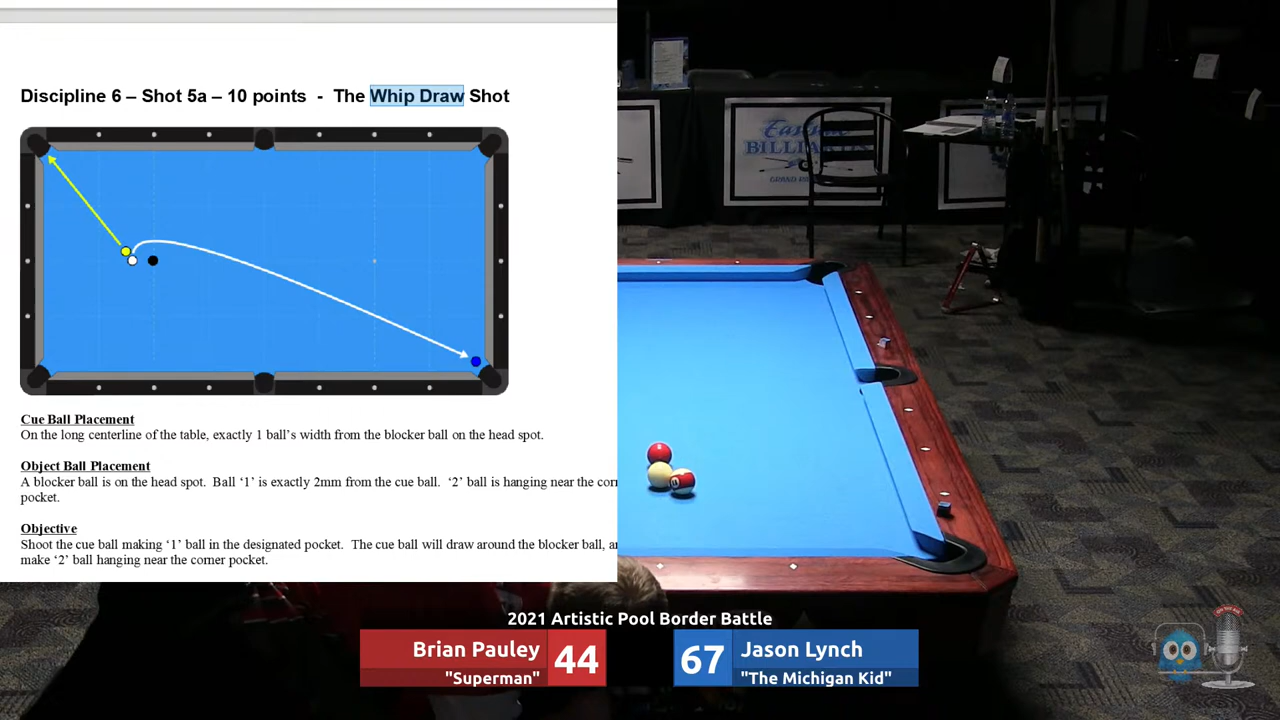 Discipline 6 – Shot 5a – 10 points - The Whip Draw Shot
Cue Ball Placement
On the long centerline of the table, exactly 1 ball's width from the blocker ball on the head spot.
Object Ball Placement
A blocker ball is on the head spot. Ball '1' is exactly 2mm from the cue ball. '2' ball is hanging near the
pocket.
Objective
Shoot the cue ball making '1' ball in the designated pocket. The cue ball will draw around the blocker ball,
make '2' ball hanging near the corner pocket.
BILLIARDS
2021 Artistic Pool Border Battle
Brian Pauley 44
"Superman"
67 Jason Lynch
"The Michigan Kid"